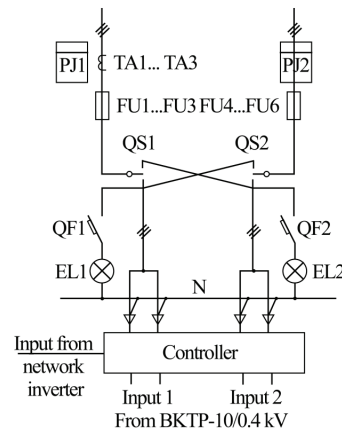 PJ1 TA1... TA3 PJ2
FU1...FU3 FU4...FU6
QS1 QS2
QF1 QF2
EL1 EL2
N
Controller
Input from
network
inverter
Input 1 Input 2
From BKTP-10/0.4 kV